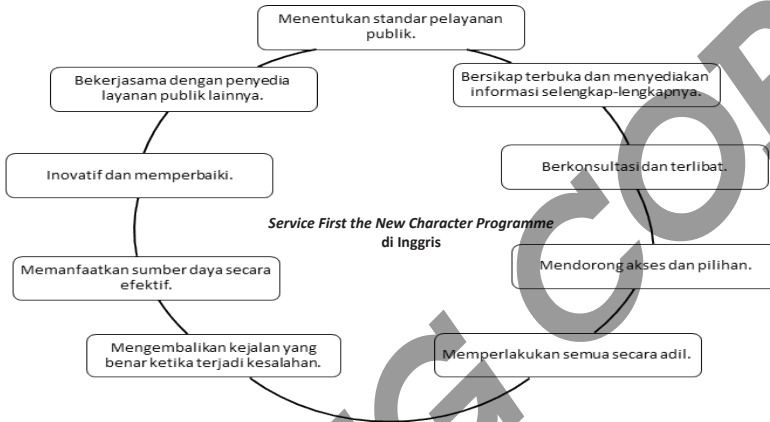 Menentukan standar pelayanan
publik.
Bersikap terbuka dan menyediakan
informasi selengkap-lengkapnya.
Berkonsultasi dan terlibat.
Mendorong akses dan pilihan.
Memperlakukan semua secara adil.
Mengembalikan kejalan yang
benar ketika terjadi kesalahan.
Memanfaatkan sumber daya secara
efektif.
Inovatif dan memperbaiki.
Bekerjasama dengan penyedia
layanan publik lainnya.
Service First the New Character Programme
di Inggris